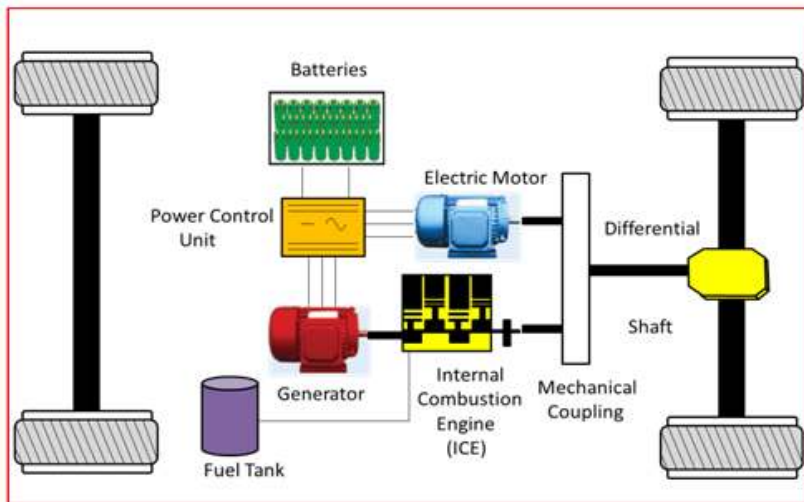 Batteries
Electric Motor
Power Control
Unit
Differential
Shaft
Generator
Internal
Combustion
Engine
(ICE)
Mechanical
Coupling
Fuel Tank